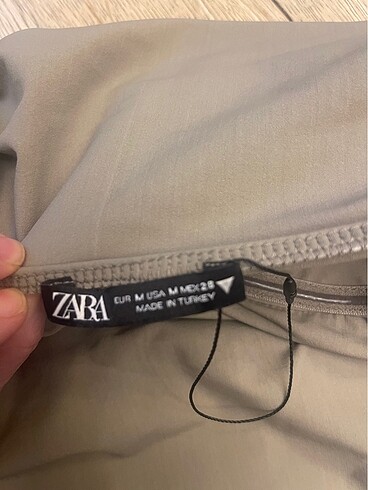 ZARA
EUR M USA M MEX 28
MADE IN TURKEY